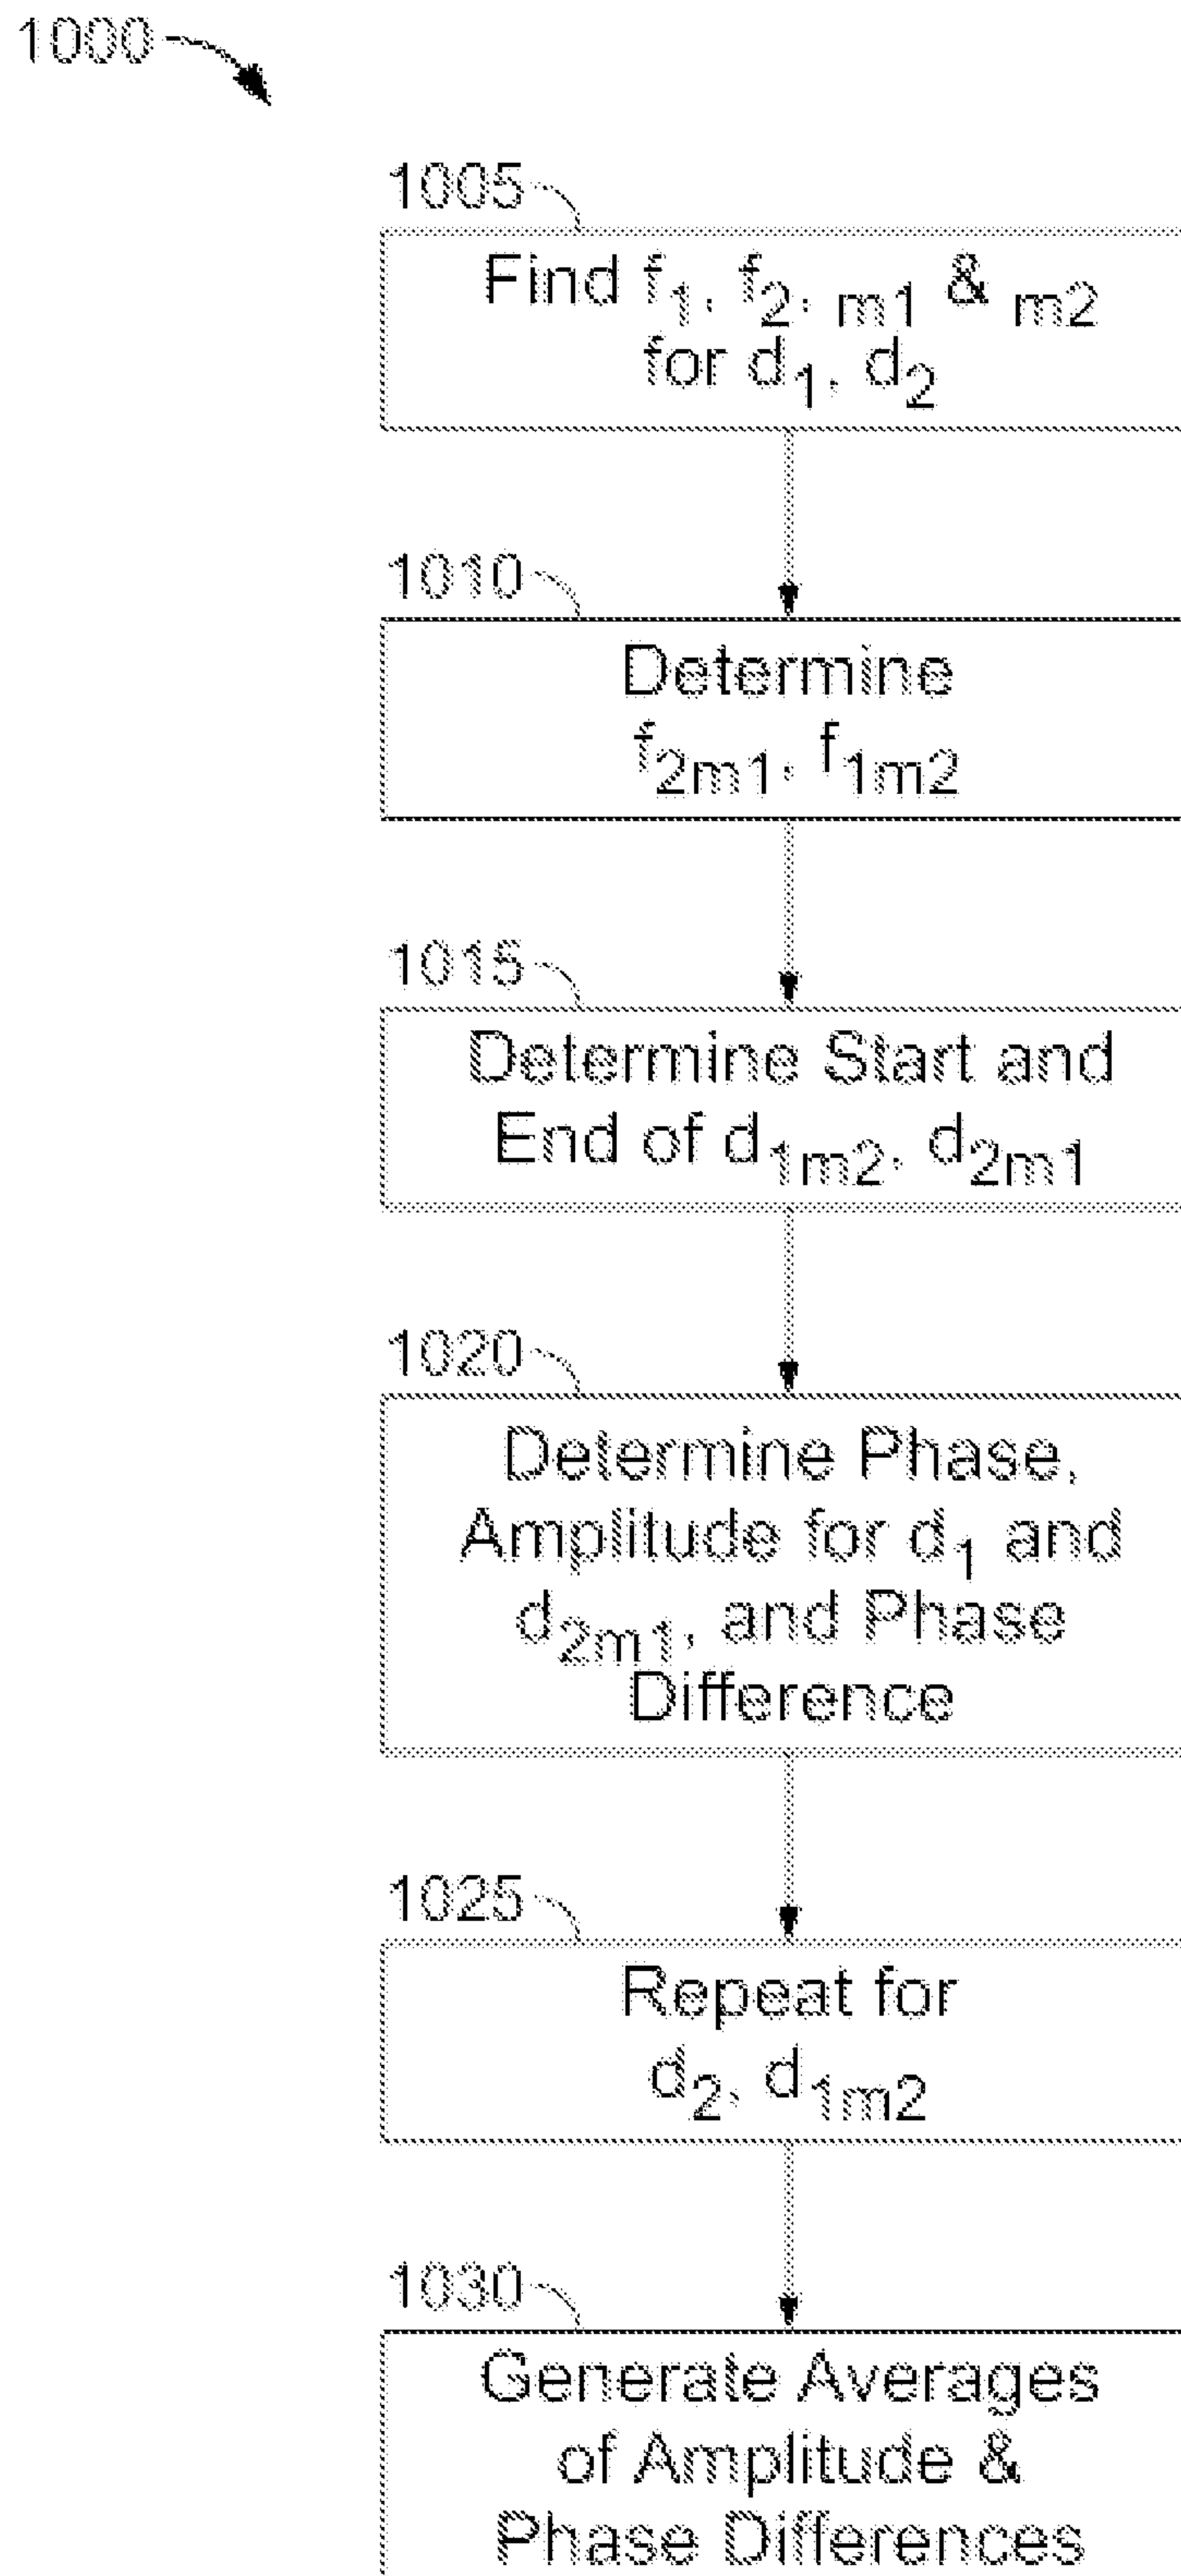 1000
1005
Find f₁, f₂, m1 & m2
for d₁, d₂
1010
Determine
f2m1, f1m2
1015
Determine Start and
End of d1m2, d2m1
1020
Determine Phase,
Amplitude for d₁ and
d2m1, and Phase
Difference
1025
Repeat for
d₂, d1m2
1030
Generate Averages
of Amplitude &
Phase Differences